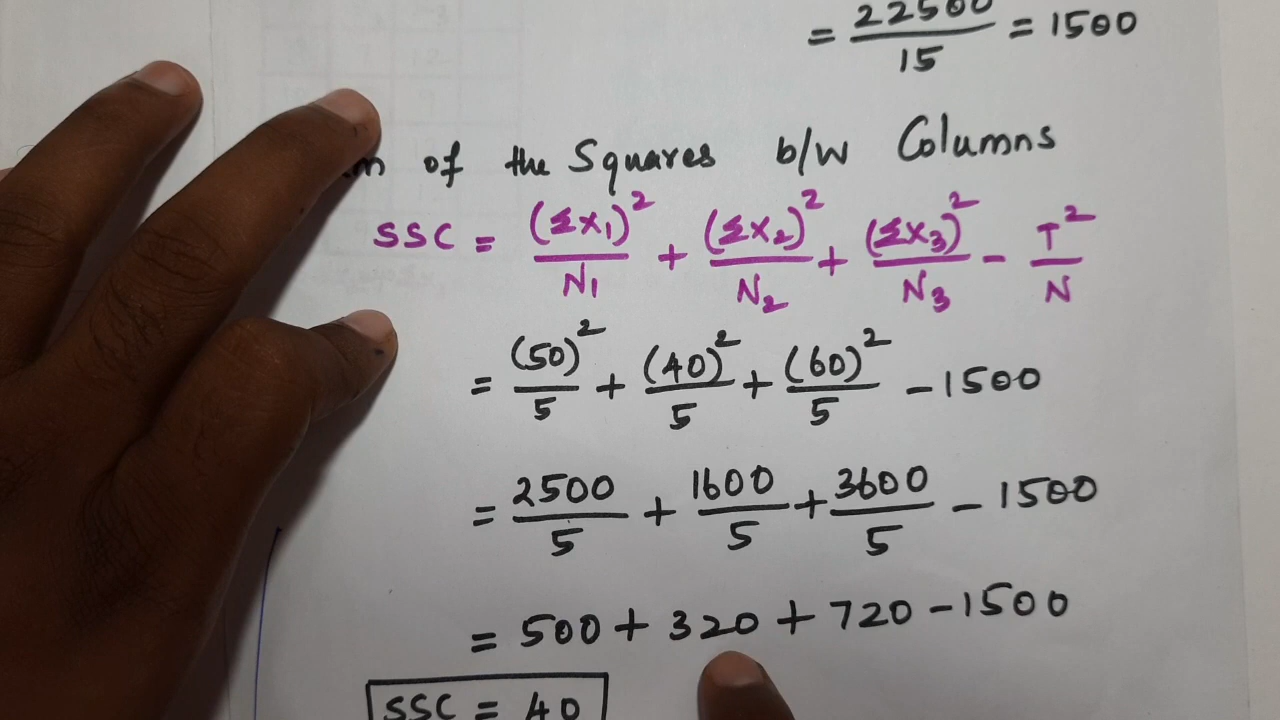 = 22500/15 = 1500
of the Squares b/w Columns
SSC = (ΣX₁)²/N₁ + (ΣX₂)²/N₂ + (ΣX₃)²/N₃ - T²/N
= (50)²/5 + (40)²/5 + (60)²/5 - 1500
= 2500/5 + 1600/5 + 3600/5 - 1500
= 500 + 320 + 720 - 1500
SSC = 40